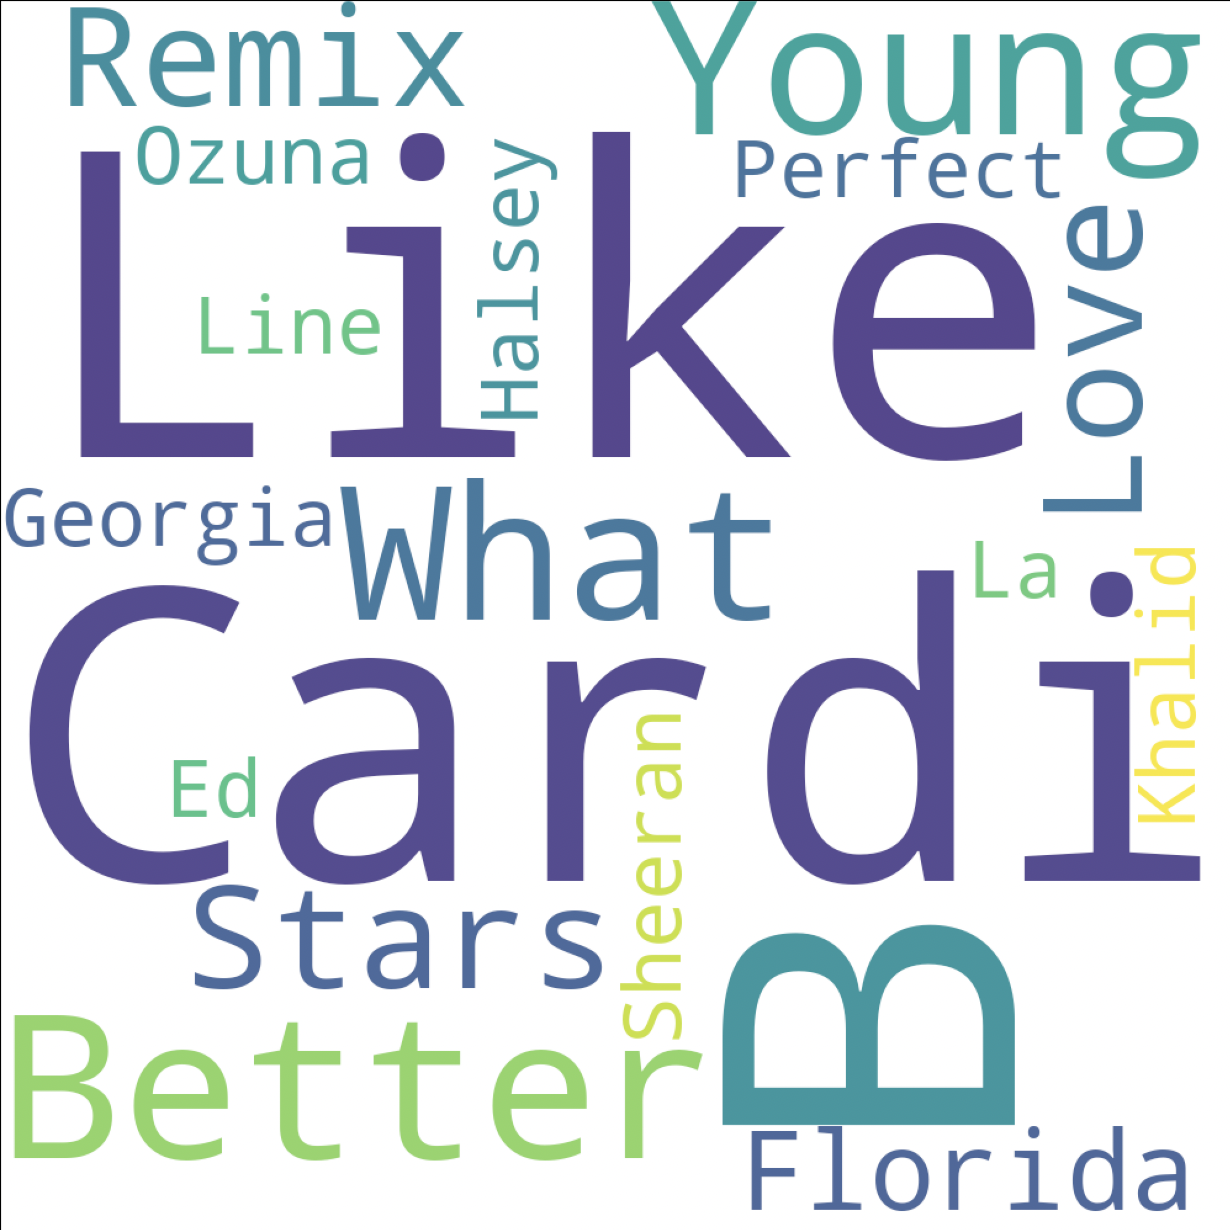 Remix
Young
Ozuna
Halsey
Perfect
Like
Love
Line
Georgia
What
La
Khalid
Cardi
Ed
Sheeran
Stars
B
Better
Florida